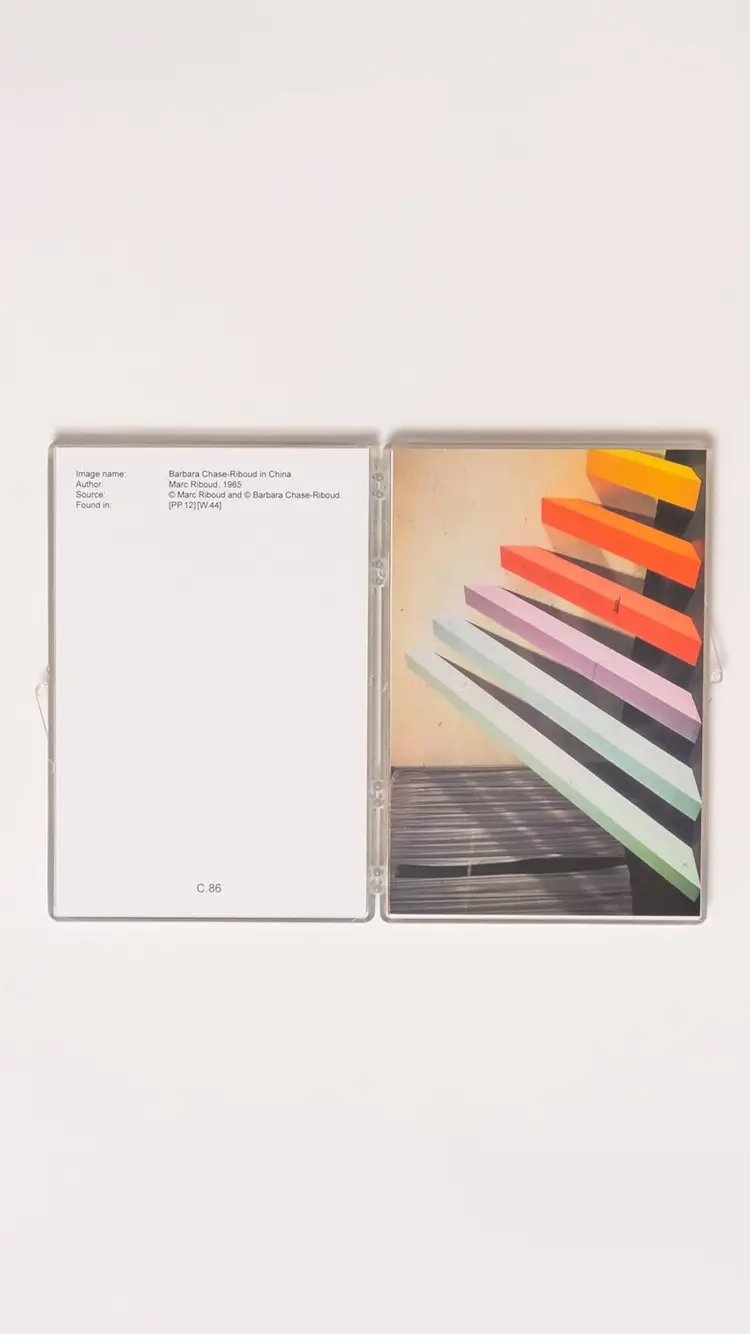 Image name: Barbara Chase-Riboud in China
Author: Marc Riboud, 1965
Source: © Marc Riboud and © Barbara Chase-Riboud.
Found in: [PP.12] [W.44]
C.86